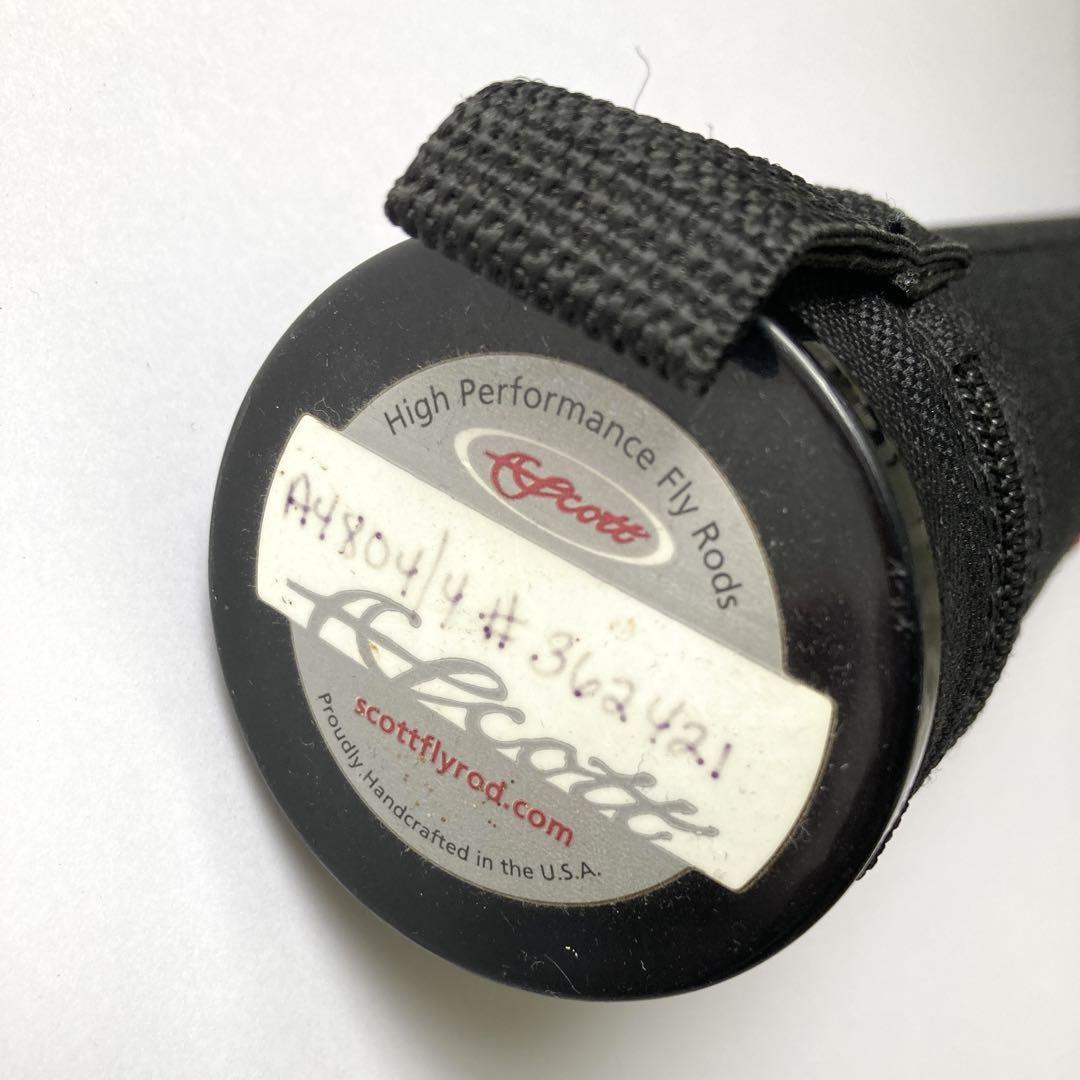 High Performance Fly Rods
Scott
A4804/4 # 362421
Scott
scottflyrod.com
Proudly Handcrafted in the U.S.A.